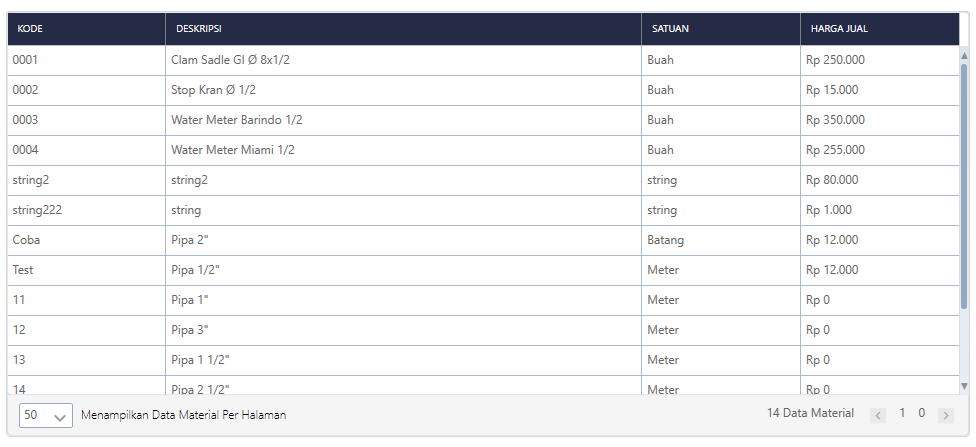 KODE DESKRIPSI SATUAN HARGA JUAL
0001 Clam Sadle GI Ø 8x1/2 Buah Rp 250.000
0002 Stop Kran Ø 1/2 Buah Rp 15.000
0003 Water Meter Barindo 1/2 Buah Rp 350.000
0004 Water Meter Miami 1/2 Buah Rp 255.000
string2 string2 string Rp 80.000
string222 string string Rp 1.000
Coba Pipa 2" Batang Rp 12.000
Test Pipa 1/2" Meter Rp 12.000
11 Pipa 1" Meter Rp 0
12 Pipa 3" Meter Rp 0
13 Pipa 1 1/2" Meter Rp 0
14 Pipa 2 1/2" Meter Rp 0
50 Menampilkan Data Material Per Halaman 14 Data Material 1 0